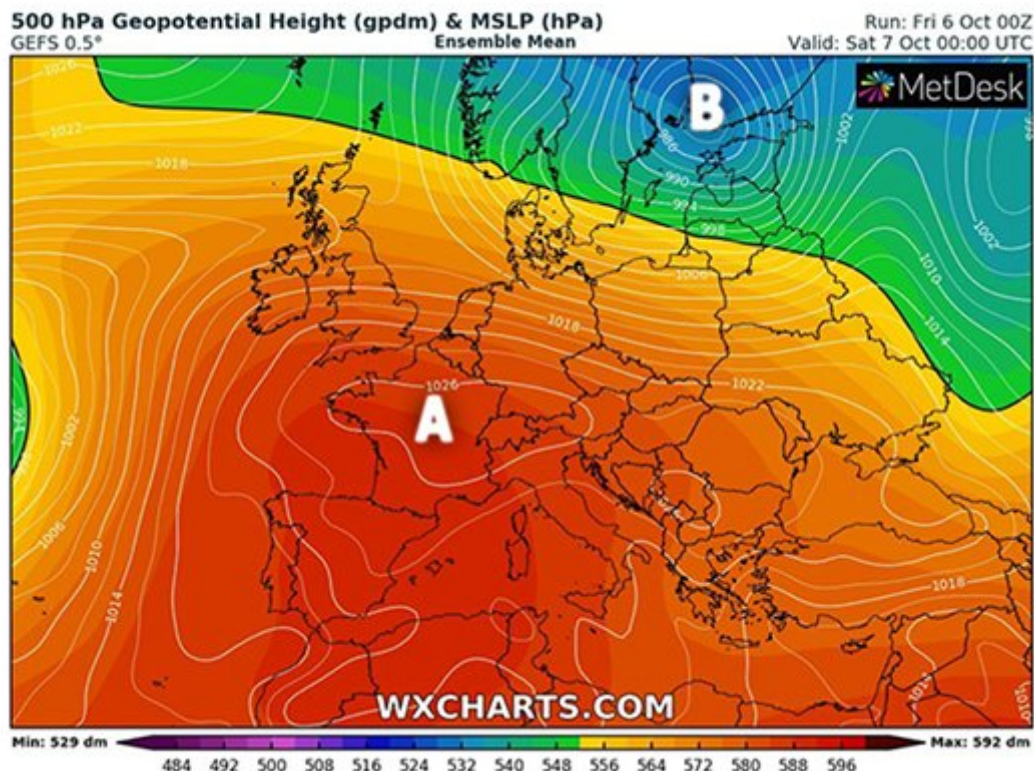 500 hPa Geopotential Height (gpdm) & MSLP (hPa)
Run: Fri 6 Oct 00Z
GEFS 0.5°
Ensemble Mean
Valid: Sat 7 Oct 00:00 UTC
MetDesk
1026
B
1002
1022
986
1018
990
994
998
1002
1006
1010
1018
1014
1026
1022
A
1002
1006
1010
1014
1018
1014
WXCHARTS.COM
Min: 529 dm
Max: 592 dm
484 492 500 508 516 524 532 540 548 556 564 572 580 588 596